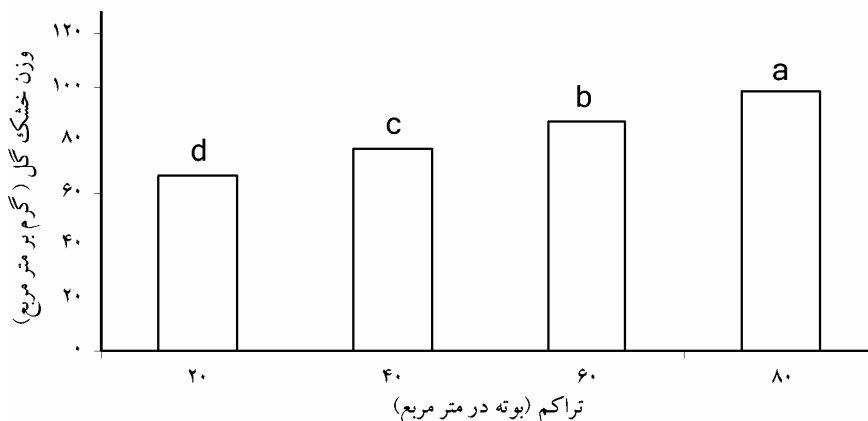 وزن خشک گل (گرم بر متر مربع)
۱۲۰
۱۰۰
۸۰
۶۰
۴۰
۲۰
۰
d
c
b
a
۲۰ ۴۰ ۶۰ ۸۰
تراکم (بوته در متر مربع)